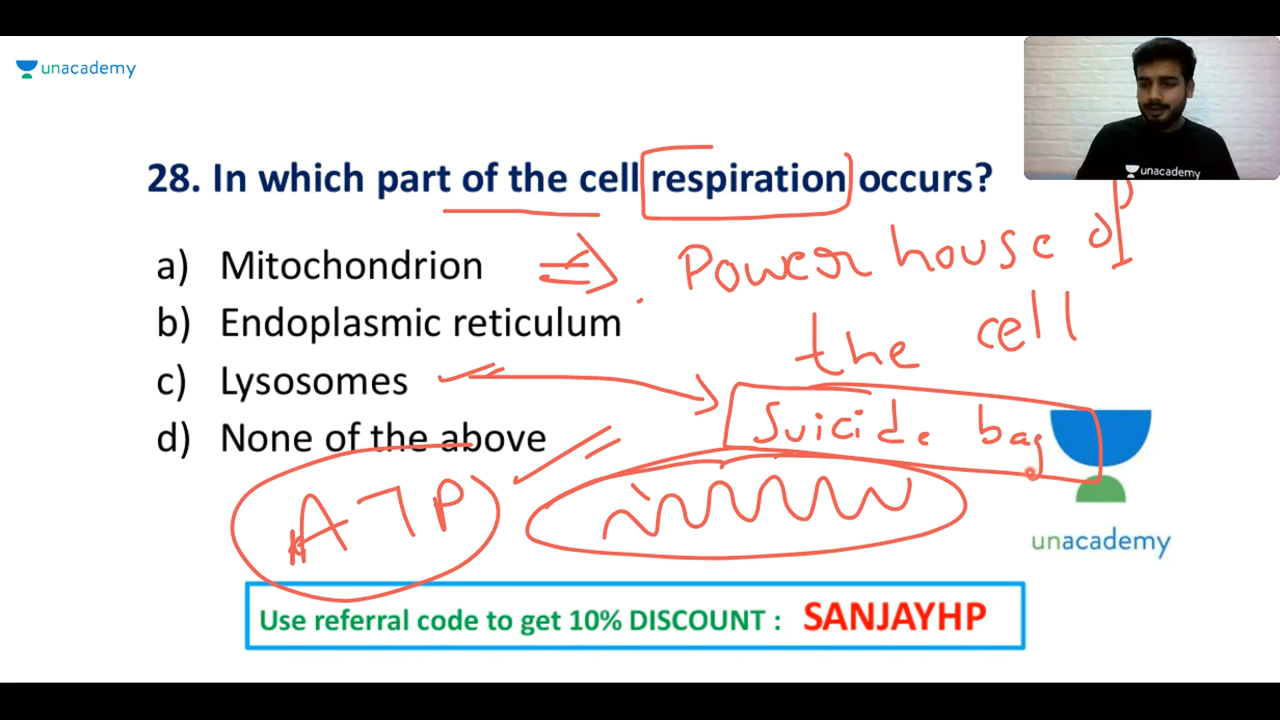 unacademy
unacademy
28. In which part of the cell respiration occurs?
a) Mitochondrion
Power house of
the cell
b) Endoplasmic reticulum
c) Lysosomes
Suicide bag
d) None of the above
ATP
unacademy
Use referral code to get 10% DISCOUNT : SANJAYHP